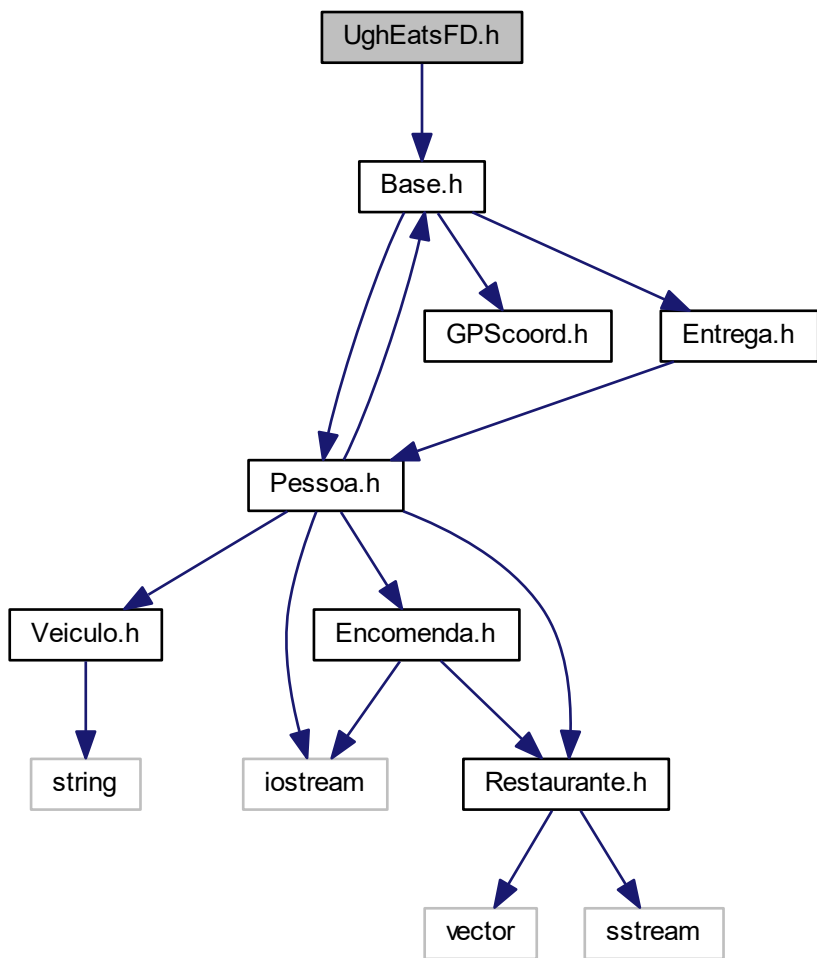 UghEatsFD.h
Base.h
GPScoord.h
Entrega.h
Pessoa.h
Veiculo.h
Encomenda.h
string
iostream
Restaurante.h
vector
sstream